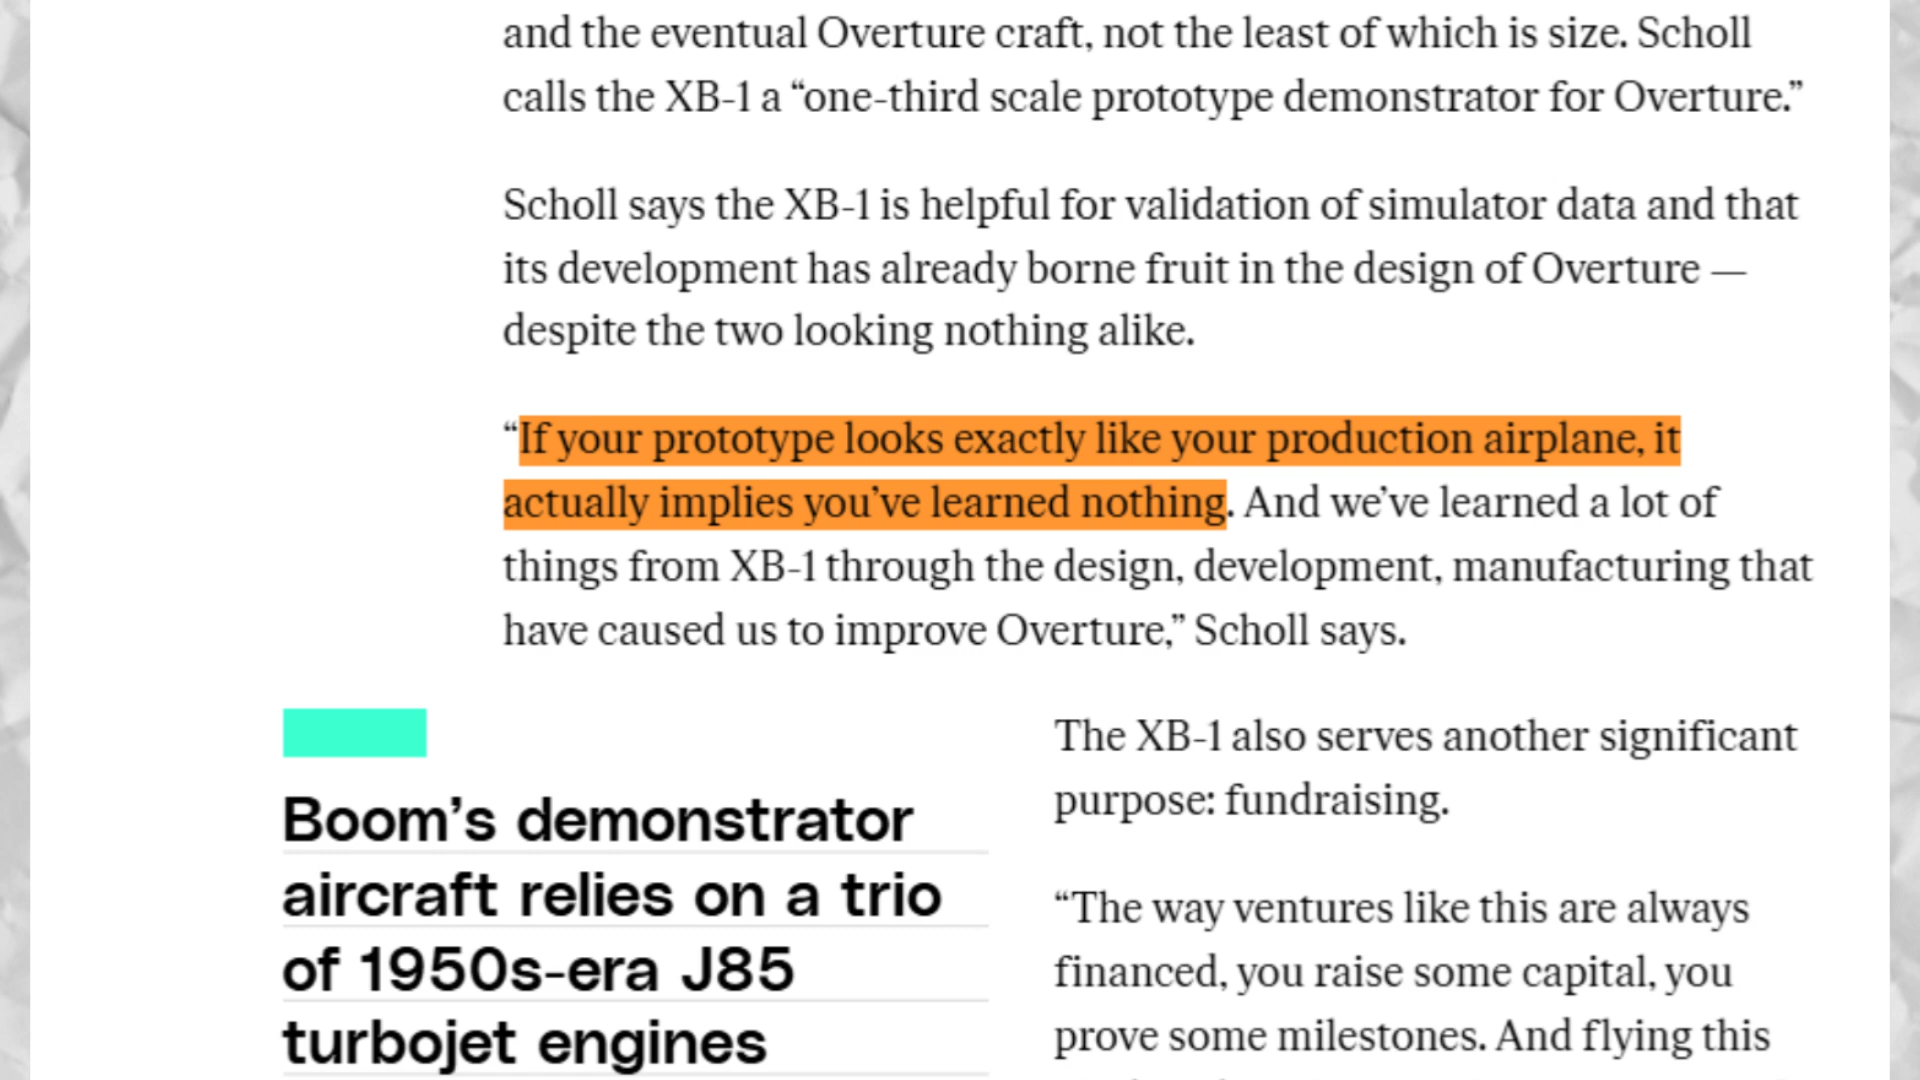 and the eventual Overture craft, not the least of which is size. Scholl
calls the XB-1 a “one-third scale prototype demonstrator for Overture.”
Scholl says the XB-1 is helpful for validation of simulator data and that
its development has already borne fruit in the design of Overture —
despite the two looking nothing alike.
“If your prototype looks exactly like your production airplane, it
actually implies you’ve learned nothing. And we’ve learned a lot of
things from XB-1 through the design, development, manufacturing that
have caused us to improve Overture,” Scholl says.
Boom’s demonstrator
aircraft relies on a trio
of 1950s-era J85
turbojet engines
The XB-1 also serves another significant
purpose: fundraising.
“The way ventures like this are always
financed, you raise some capital, you
prove some milestones. And flying this